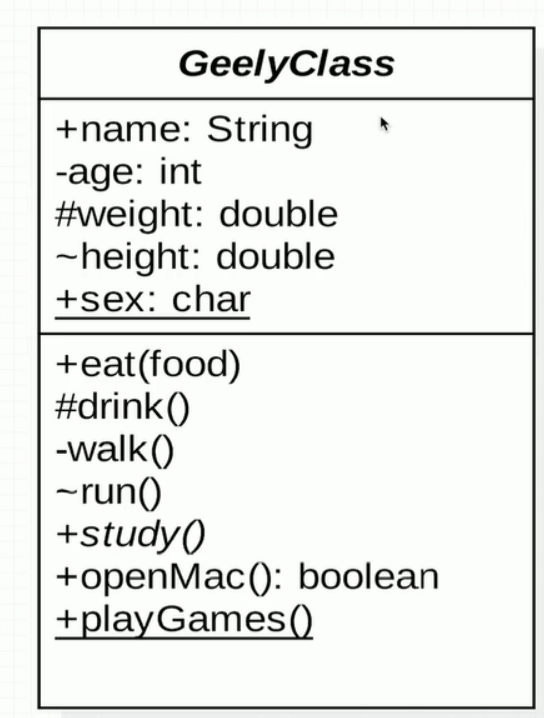 GeelyClass
+name: String
-age: int
#weight: double
~height: double
+sex: char
+eat(food)
#drink()
-walk()
~run()
+study()
+openMac(): boolean
+playGames()